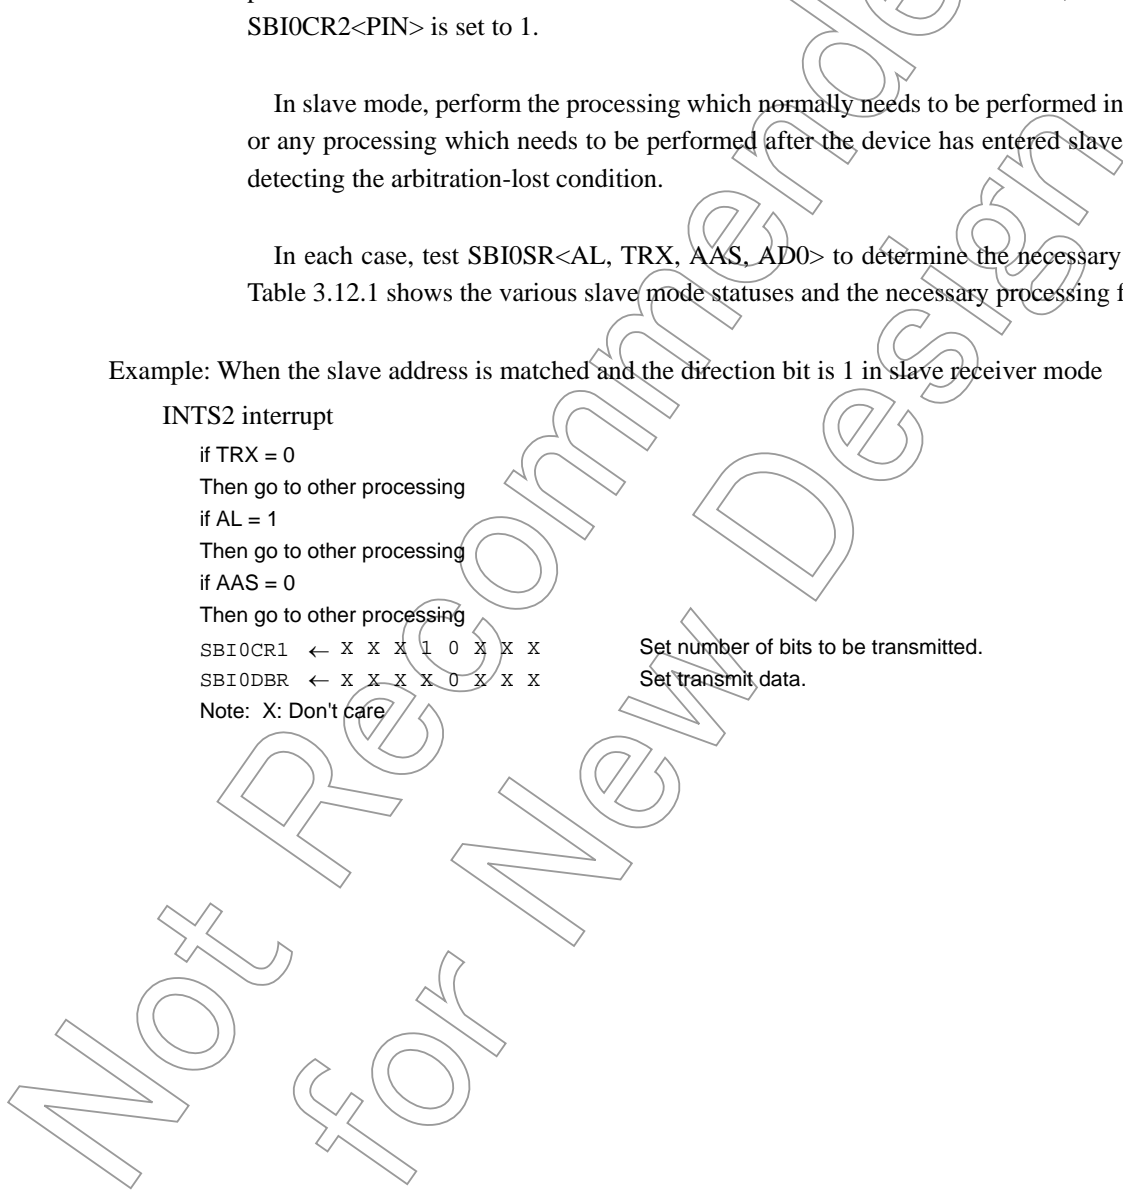 SBI0CR2<PIN> is set to 1.
In slave mode, perform the processing which normally needs to be performed in
or any processing which needs to be performed after the device has entered slave
detecting the arbitration-lost condition.
In each case, test SBI0SR<AL, TRX, AAS, AD0> to determine the necessary
Table 3.12.1 shows the various slave mode statuses and the necessary processing f
Example: When the slave address is matched and the direction bit is 1 in slave receiver mode
INTS2 interrupt
if TRX = 0
Then go to other processing
if AL = 1
Then go to other processing
if AAS = 0
Then go to other processing
SBI0CR1 ← X X X 1 0 X X X Set number of bits to be transmitted.
SBI0DBR ← X X X X 0 X X X Set transmit data.
Note: X: Don't care
Not Recommende
for New Design